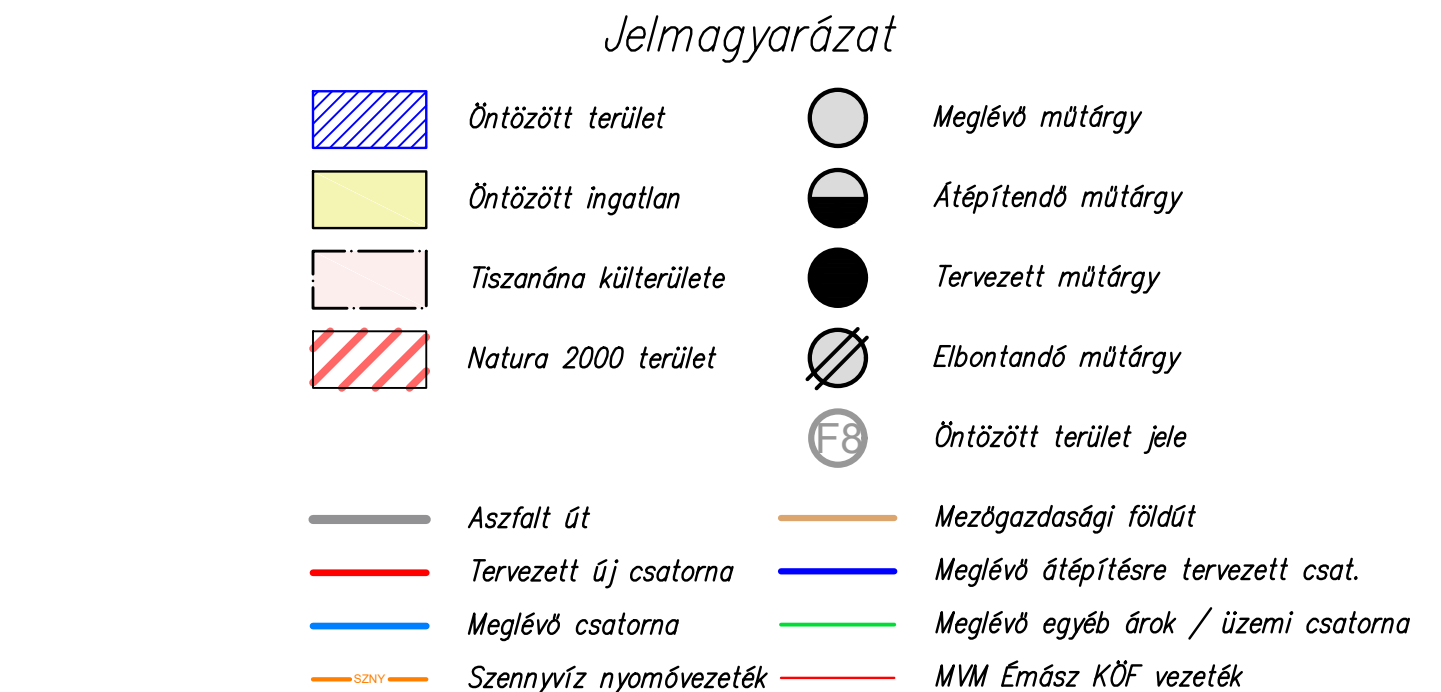 Jelmagyarázat
Öntözött terület
Meglévő műtárgy
Öntözött ingatlan
Átépítendő műtárgy
Tiszanána külterülete
Tervezett műtárgy
Natura 2000 terület
Elbontandó műtárgy
F8
Öntözött terület jele
Aszfalt út
Mezőgazdasági földút
Tervezett új csatorna
Meglévő átépítésre tervezett csat.
Meglévő csatorna
Meglévő egyéb árok / üzemi csatorna
SZNY
Szennyvíz nyomóvezeték
MVM Émász KÖF vezeték